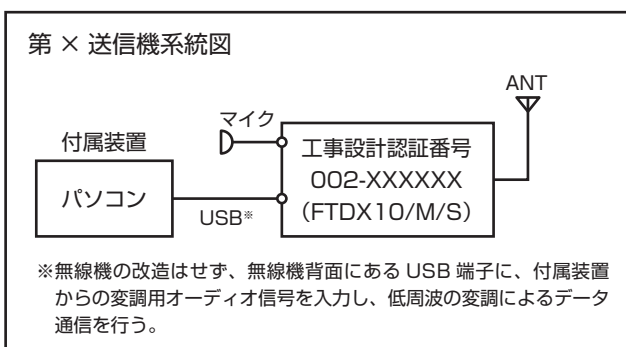 第 × 送信機系統図
ANT
マイク
付属装置
工事設計認証番号
パソコン
002-XXXXXX
(FTDX10/M/S)
USB※
※無線機の改造はせず、無線機背面にある USB 端子に、付属装置
からの変調用オーディオ信号を入力し、低周波の変調によるデータ
通信を行う。